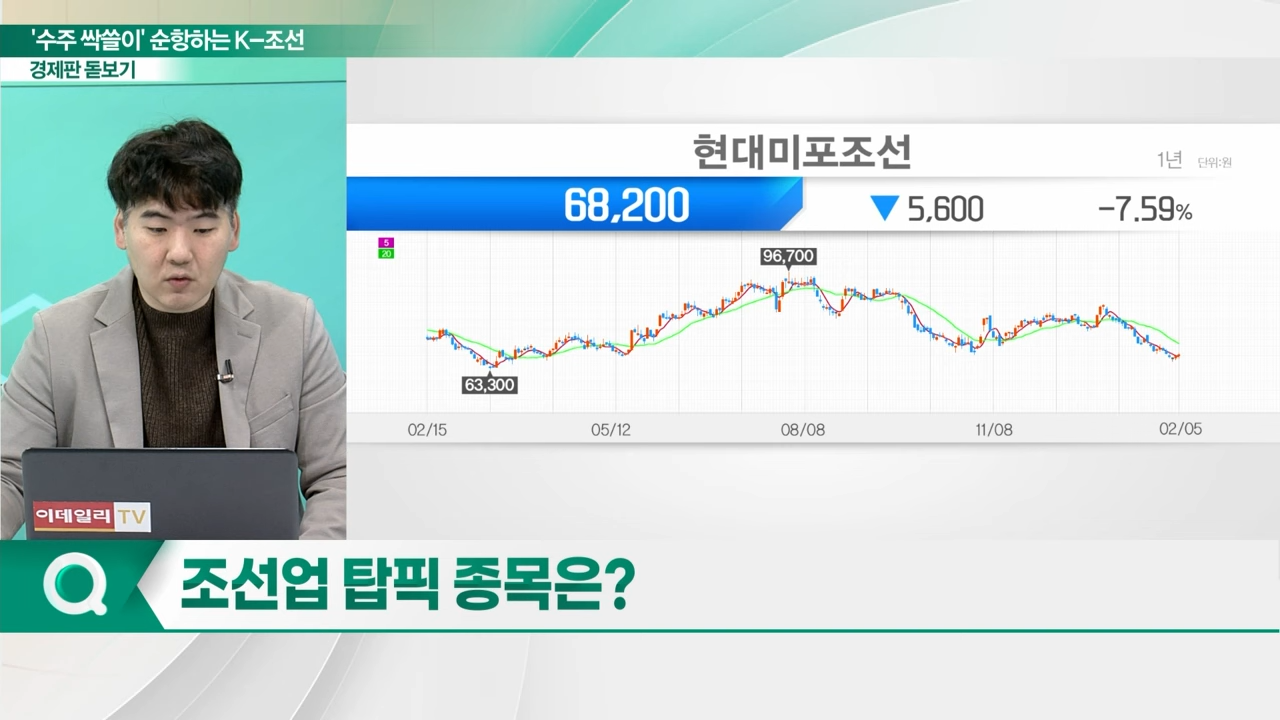 '수주 싹쓸이' 순항하는 K-조선
경제판 돋보기
현대미포조선
1년 단위:원
68,200 ▼ 5,600 -7.59%
5
20
96,700
63,300
02/15 05/12 08/08 11/08 02/05
이데일리 TV
Q 조선업 탑픽 종목은?